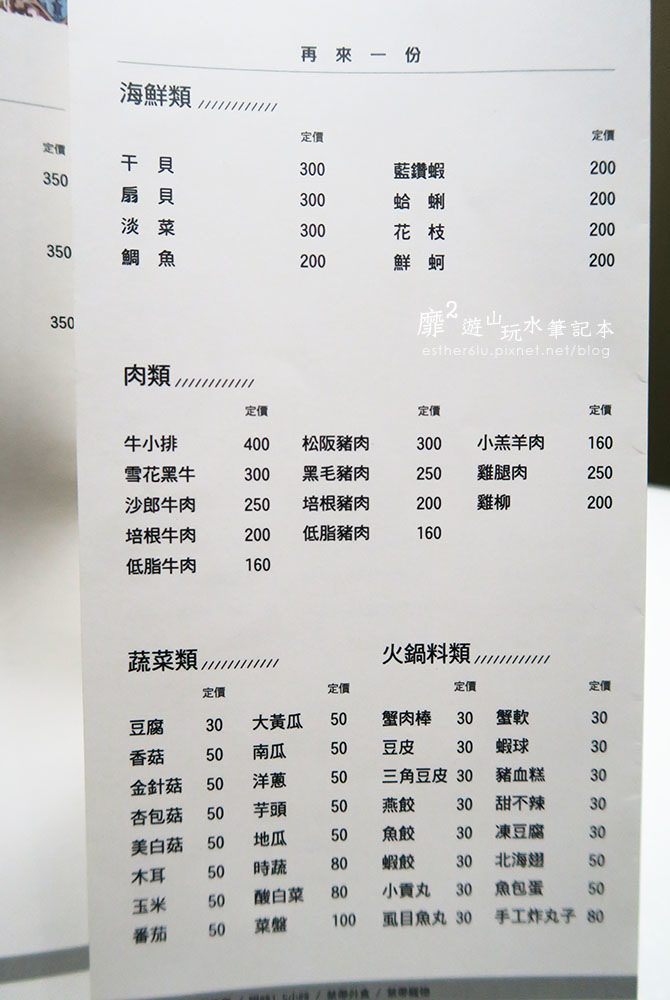 再來一份
海鮮類
定價 定價
干貝 300 藍鑽蝦 200
扇貝 300 蛤蜊 200
淡菜 300 花枝 200
鯛魚 200 鮮蚵 200
350
350
350
定價
靡2遊山玩水筆記本
esther61u.pixnet.net/blog
肉類
定價 定價 定價
牛小排 400 松阪豬肉 300 小羔羊肉 160
雪花黑牛 300 黑毛豬肉 250 雞腿肉 250
沙郎牛肉 250 培根豬肉 200 雞柳 200
培根牛肉 200 低脂豬肉 160
低脂牛肉 160
蔬菜類 火鍋料類
定價 定價 定價 定價
豆腐 30 大黃瓜 50 蟹肉棒 30 蟹軟 30
香菇 50 南瓜 50 豆皮 30 蝦球 30
金針菇 50 洋蔥 50 三角豆皮 30 豬血糕 30
杏包菇 50 芋頭 50 燕餃 30 甜不辣 30
美白菇 50 地瓜 50 魚餃 30 凍豆腐 30
木耳 50 時蔬 80 蝦餃 30 北海翅 50
玉米 50 酸白菜 80 小貢丸 30 魚包蛋 50
番茄 50 菜盤 100 虱目魚丸 30 手工炸丸子 80